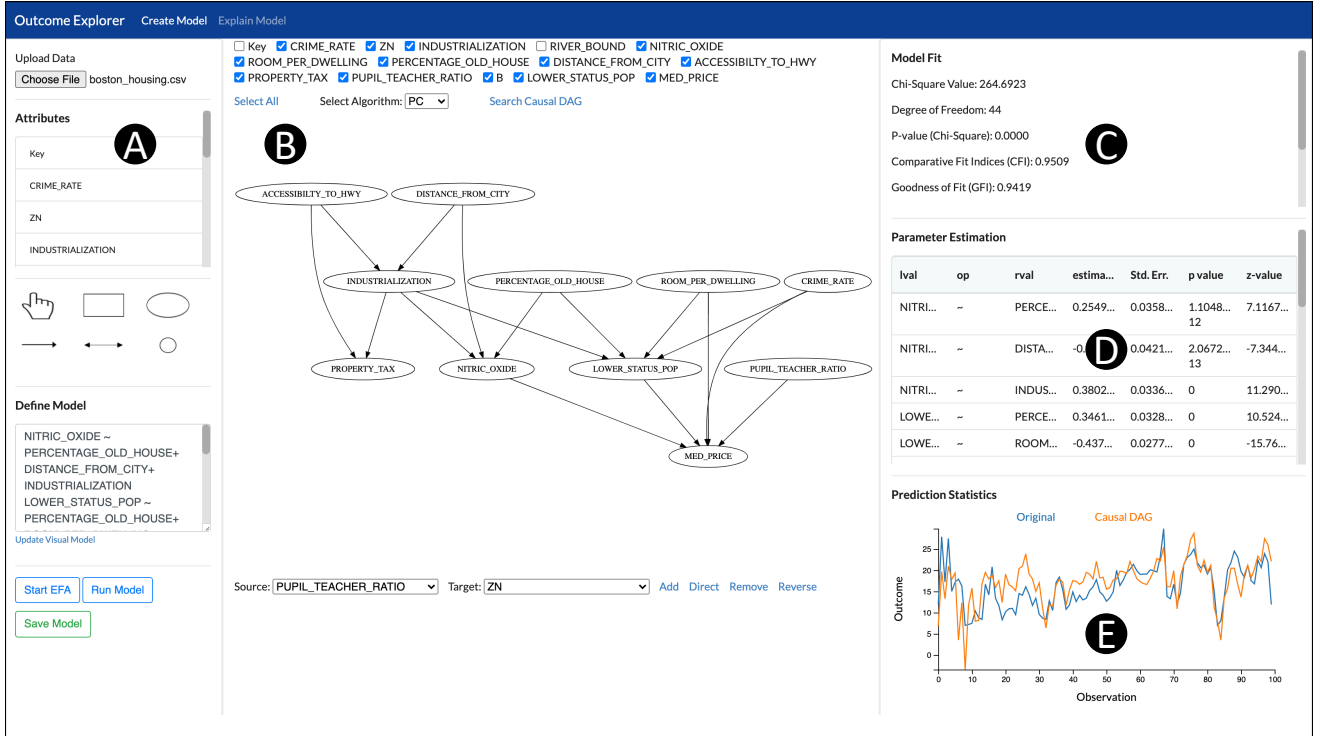 Outcome Explorer Create Model Explain Model
Upload Data
Choose File boston_housing.csv
Attributes
A
Key
CRIME_RATE
ZN
INDUSTRIALIZATION
Define Model
NITRIC_OXIDE ~
PERCENTAGE_OLD_HOUSE+
DISTANCE_FROM_CITY+
INDUSTRIALIZATION
LOWER_STATUS_POP ~
PERCENTAGE_OLD_HOUSE+
Update Visual Model
Start EFA Run Model
Save Model
Key CRIME_RATE ZN INDUSTRIALIZATION RIVER_BOUND NITRIC_OXIDE
ROOM_PER_DWELLING PERCENTAGE_OLD_HOUSE DISTANCE_FROM_CITY ACCESSIBILTY_TO_HWY
PROPERTY_TAX PUPIL_TEACHER_RATIO B LOWER_STATUS_POP MED_PRICE
Select All Select Algorithm: PC Search Causal DAG
B
ACCESSIBILTY_TO_HWY DISTANCE_FROM_CITY
INDUSTRIALIZATION PERCENTAGE_OLD_HOUSE ROOM_PER_DWELLING CRIME_RATE
PROPERTY_TAX NITRIC_OXIDE LOWER_STATUS_POP PUPIL_TEACHER_RATIO
MED_PRICE
Source: PUPIL_TEACHER_RATIO Target: ZN Add Direct Remove Reverse
Model Fit
Chi-Square Value: 264.6923
Degree of Freedom: 44
P-value (Chi-Square): 0.0000
C
Comparative Fit Indices (CFI): 0.9509
Goodness of Fit (GFI): 0.9419
Parameter Estimation
lval op rval estima... Std. Err. p value z-value
NITRI... ~ PERCE... 0.2549... 0.0358... 1.1048... 7.1167...
12
NITRI... ~ DISTA... D 0.0421... 2.0672... -7.344...
13
NITRI... ~ INDUS... 0.3802... 0.0336... 0 11.290...
LOWE... ~ PERCE... 0.3461... 0.0328... 0 10.524...
LOWE... ~ ROOM... -0.437... 0.0277... 0 -15.76...
Prediction Statistics
Original Causal DAG
25
20
15
10
5
0
Outcome
E
0 10 20 30 40 50 60 70 80 90 100
Observation